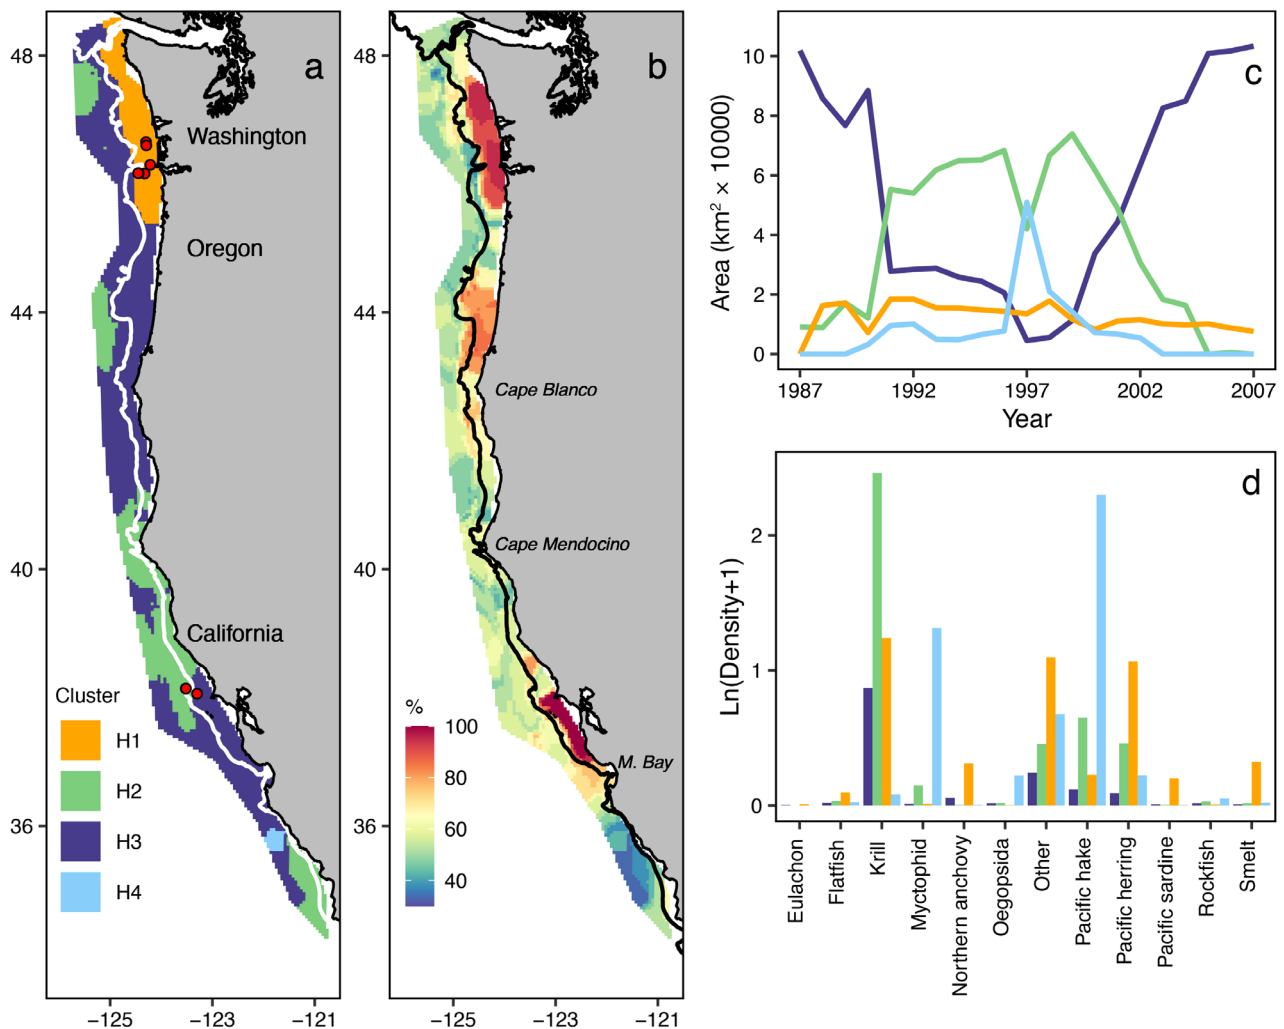 a
48
44
40
36
Washington
Oregon
California
Cluster
H1
H2
H3
H4
−125
−123
−121
b
48
44
40
36
Cape Blanco
Cape Mendocino
M. Bay
%
100
80
60
40
−125
−123
−121
c
Area (km² × 10000)
10
8
6
4
2
0
1987
1992
1997
2002
2007
Year
d
Ln(Density+1)
2
1
0
Eulachon
Flatfish
Krill
Myctophid
Northern anchovy
Oegopsida
Other
Pacific hake
Pacific herring
Pacific sardine
Rockfish
Smelt